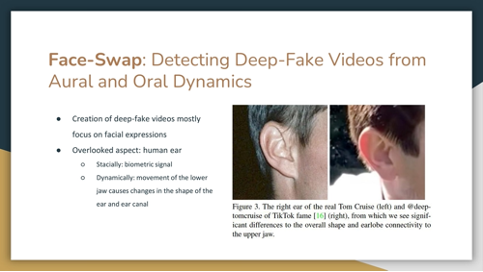 Face-Swap: Detecting Deep-Fake Videos from
Aural and Oral Dynamics
● Creation of deep-fake videos mostly
focus on facial expressions
● Overlooked aspect: human ear
○ Stacially: biometric signal
○ Dynamically: movement of the lower
jaw causes changes in the shape of the
ear and ear canal
Figure 3. The right ear of the real Tom Cruise (left) and @deep-
tomcruise of TikTok fame [16] (right), from which we see signif-
icant differences to the overall shape and earlobe connectivity to
the upper jaw.